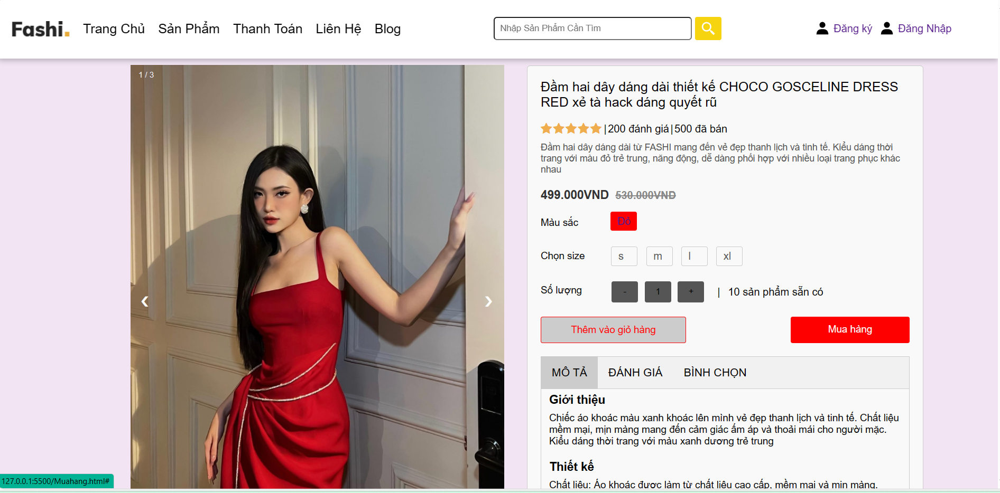 Fashi.
Trang Chủ Sản Phẩm Thanh Toán Liên Hệ Blog
Nhập Sản Phẩm Cần Tìm
Đăng ký Đăng Nhập
1 / 3
❮ ❯
Đầm hai dây dáng dài thiết kế CHOCO GOSCELINE DRESS
RED xẻ tà hack dáng quyết rũ
|200 đánh giá|500 đã bán
Đầm hai dây dáng dài từ FASHI mang đến vẻ đẹp thanh lịch và tinh tế. Kiểu dáng thời
trang với màu đỏ trẻ trung, năng động, dễ dàng phối hợp với nhiều loại trang phục khác
nhau
499.000VND 530.000VND
Màu sắc Đỏ
Chọn size s m l xl
Số lượng - 1 + | 10 sản phẩm sẵn có
Thêm vào giỏ hàng Mua hàng
MÔ TẢ ĐÁNH GIÁ BÌNH CHỌN
Giới thiệu
Chiếc áo khoác màu xanh khoác lên mình vẻ đẹp thanh lịch và tinh tế. Chất liệu
mềm mại, mịn màng mang đến cảm giác ấm áp và thoải mái cho người mặc.
Kiểu dáng thời trang với màu xanh dương trẻ trung
Thiết kế
Chất liệu: Áo khoác được làm từ chất liệu cao cấp, mềm mại và mịn màng.
127.0.0.1:5500/Muahang.html#